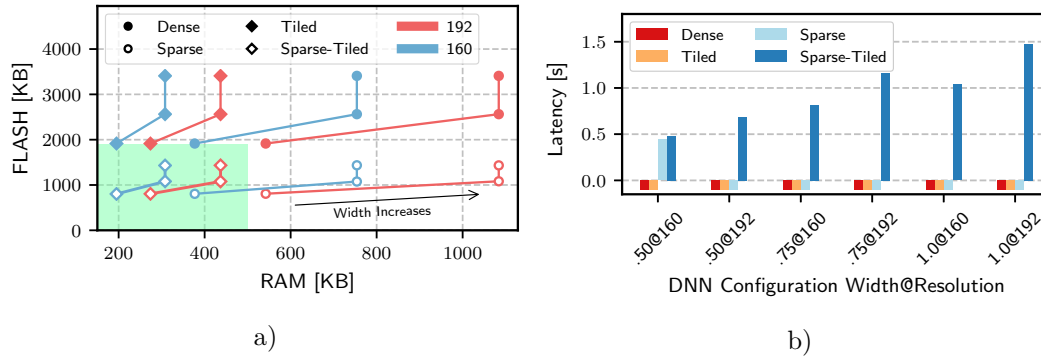 Dense
Sparse
Tiled
Sparse-Tiled
192
160
FLASH [KB]
4000
3000
2000
1000
0
Width Increases
200
400
600
800
1000
RAM [KB]
a)
Dense
Tiled
Sparse
Sparse-Tiled
Latency [s]
1.5
1.0
0.5
0.0
.50@160
.50@192
.75@160
.75@192
1.0@160
1.0@192
DNN Configuration Width@Resolution
b)